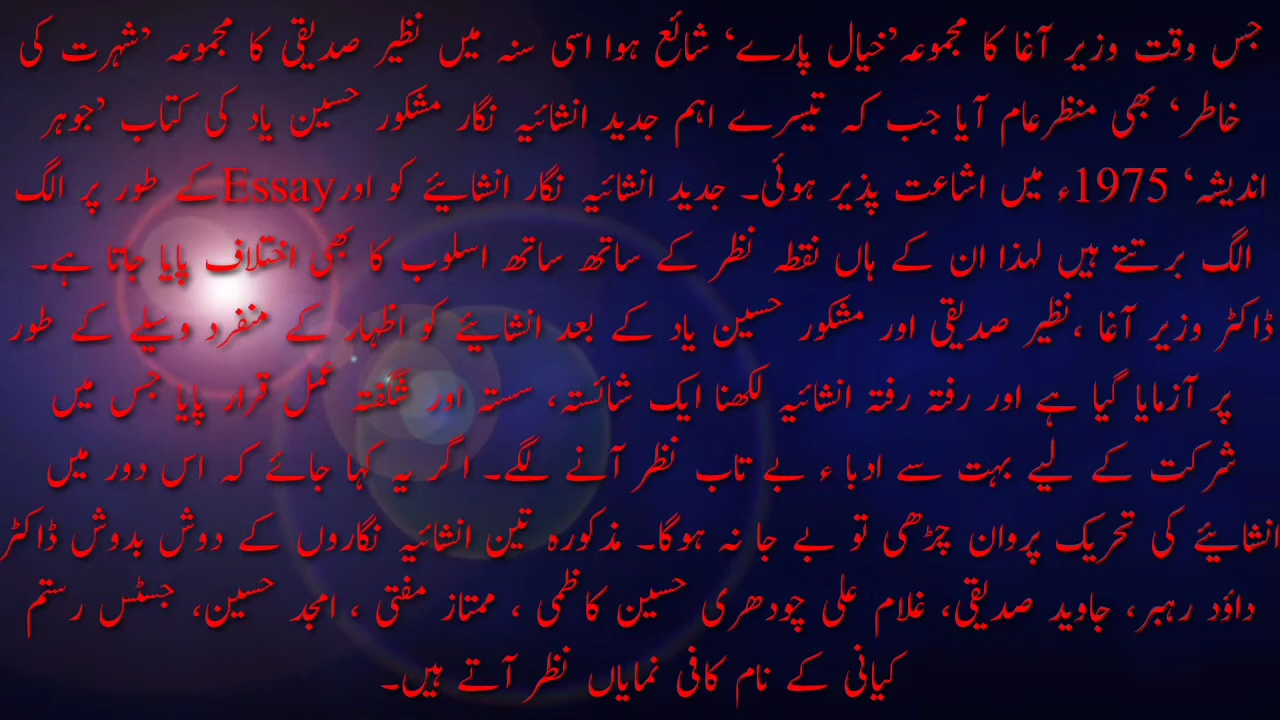 جس وقت وزیر آغا کا مجموعہ ’خیال پارے‘ شائع ہوا اسی سنہ میں نظیر صدیقی کا مجموعہ ’شہرت کی
خاطر‘ بھی منظرعام آیا جب کہ تیسرے اہم جدید انشائیہ نگار مشکور حسین یاد کی کتاب ’جوہر
اندیشہ‘ 1975ء میں اشاعت پذیر ہوئی۔ جدید انشائیہ نگار انشائیے کو اورEssayکے طور پر الگ
الگ برتتے ہیں لہذا ان کے ہاں نقطہ نظر کے ساتھ ساتھ اسلوب کا بھی اختلاف پایا جاتا ہے۔
ڈاکٹر وزیر آغا ،نظیر صدیقی اور مشکور حسین یاد کے بعد انشائیے کو اظہار کے منفرد وسیلے کے طور
پر آزمایا گیا ہے اور رفتہ رفتہ انشائیہ لکھنا ایک شائستہ، سستہ اور شگفتہ عمل قرار پایا جس میں
شرکت کے لیے بہت سے ادبا ء بے تاب نظر آنے لگے۔ اگر یہ کہا جائے کہ اس دور میں
انشائیے کی تحریک پروان چڑھی تو بے جا نہ ہوگا۔ مذکورہ تین انشائیہ نگاروں کے دوش بدوش ڈاکٹر
داؤد رہبر، جاوید صدیقی، غلام علی چودھری حسین کاظمی ، ممتاز مفتی ، امجد حسین، جسٹس رستم
کیانی کے نام کافی نمایاں نظر آتے ہیں۔